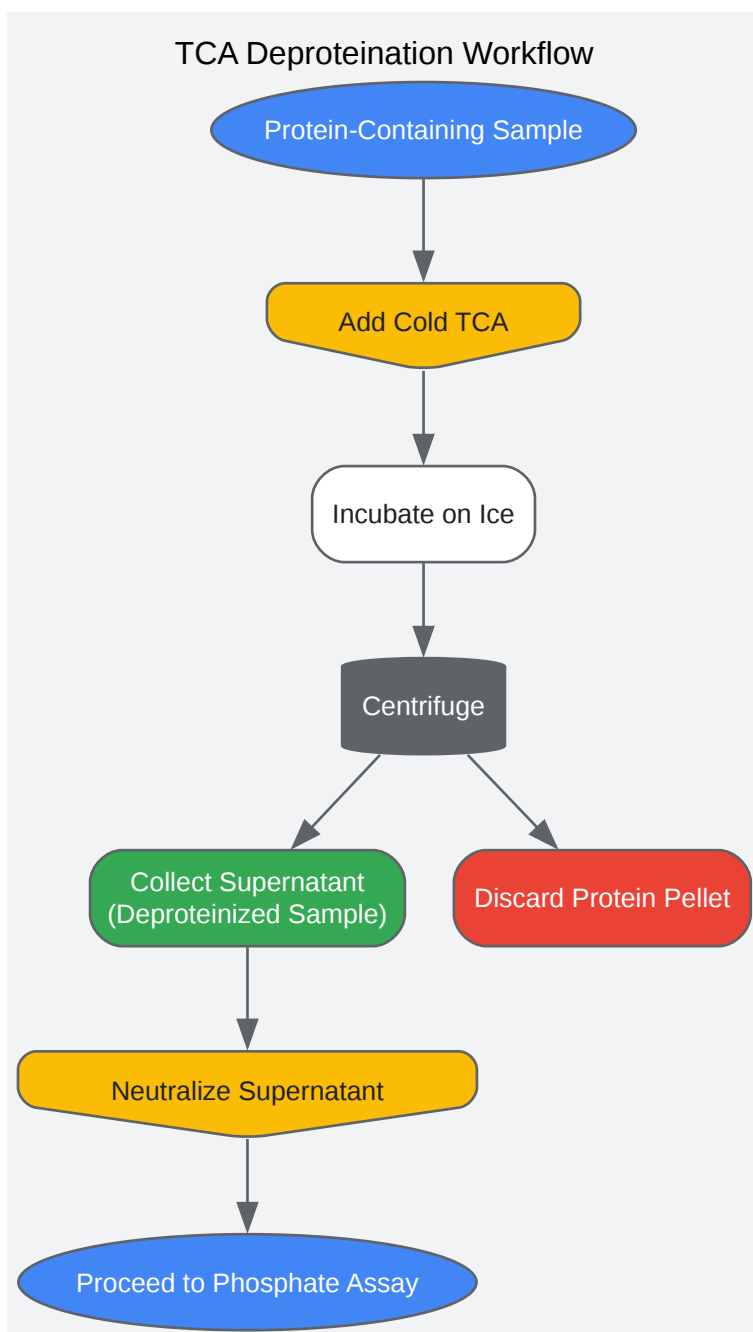 TCA Deproteination Workflow
Protein-Containing Sample
Add Cold TCA
Incubate on Ice
Centrifuge
Collect Supernatant
(Deproteinized Sample)
Discard Protein Pellet
Neutralize Supernatant
Proceed to Phosphate Assay